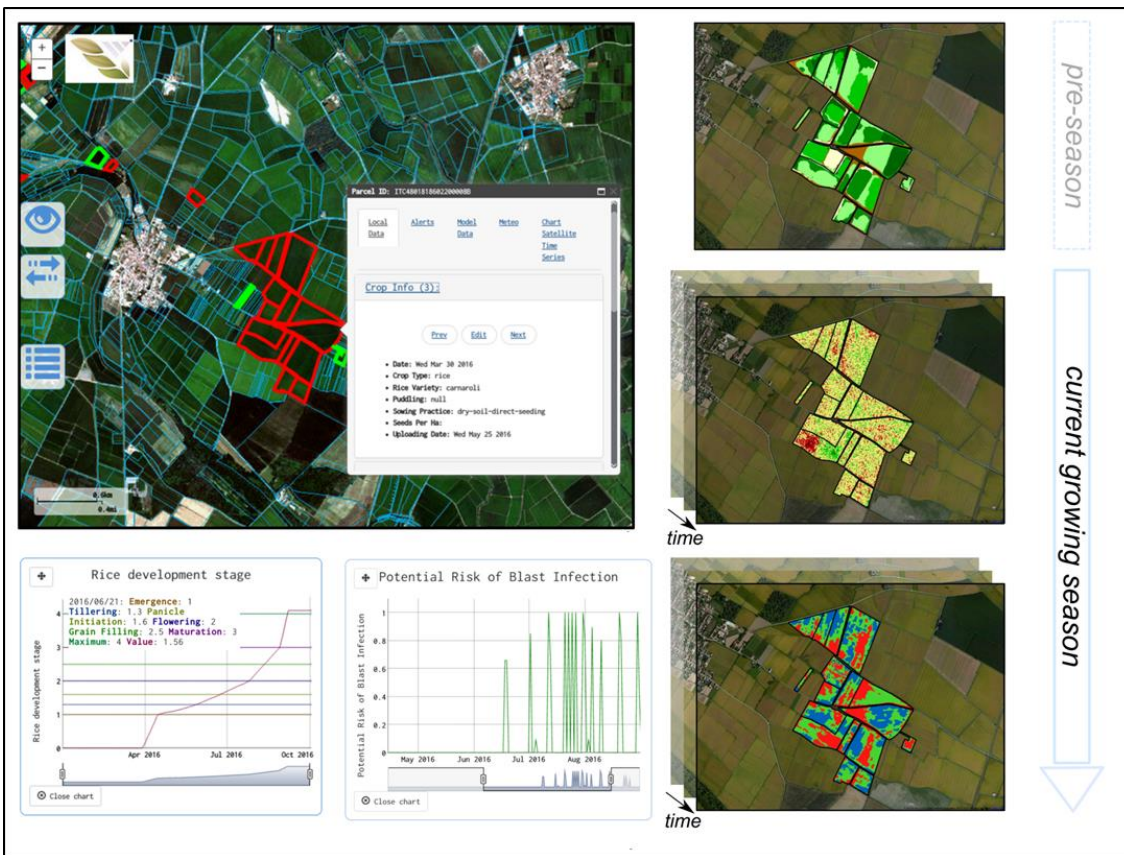 +
−
Parcel ID: ITC4801818602200008B
Local
Data
Alerts
Model
Data
Meteo
Chart
Satellite
Time
Series
Crop Info (3):
Prev
Edit
Next
• Date: Wed Mar 30 2016
• Crop Type: rice
• Rice Variety: carnaroli
• Puddling: null
• Sowing Practice: dry-soil-direct-seeding
• Seeds Per Ha:
• Uploading Date: Wed May 25 2016
0.6km
0.4mi
pre-season
current growing season
time
time
Rice development stage
2016/06/21: Emergence: 1
Tillering: 1.3 Panicle
Initiation: 1.6 Flowering: 2
Grain Filling: 2.5 Maturation: 3
Maximum: 4 Value: 1.56
Rice development stage
4
3
2
1
0
Apr 2016
Jul 2016
Oct 2016
Close chart
Potential Risk of Blast Infection
Potential Risk of Blast Infection
1
0.8
0.6
0.4
0.2
0
May 2016
Jun 2016
Jul 2016
Aug 2016
Close chart